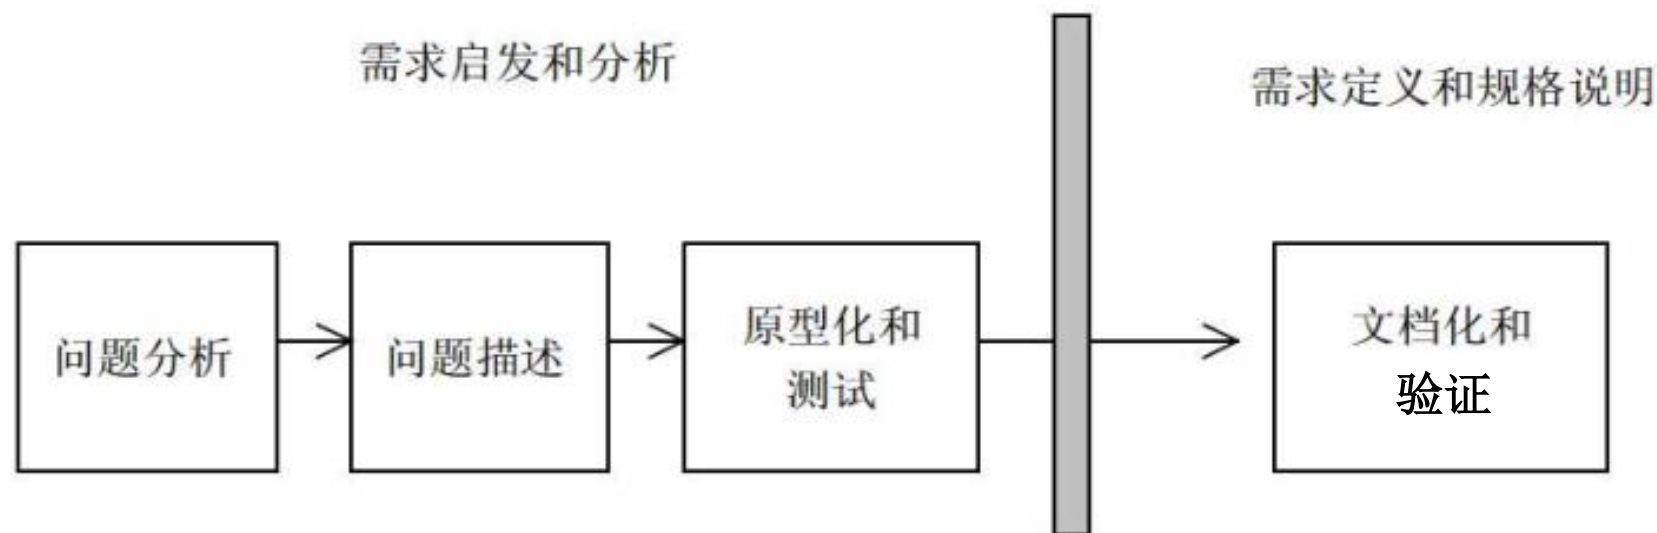 需求启发和分析
需求定义和规格说明
问题分析
问题描述
原型化和
测试
文档化和
验证